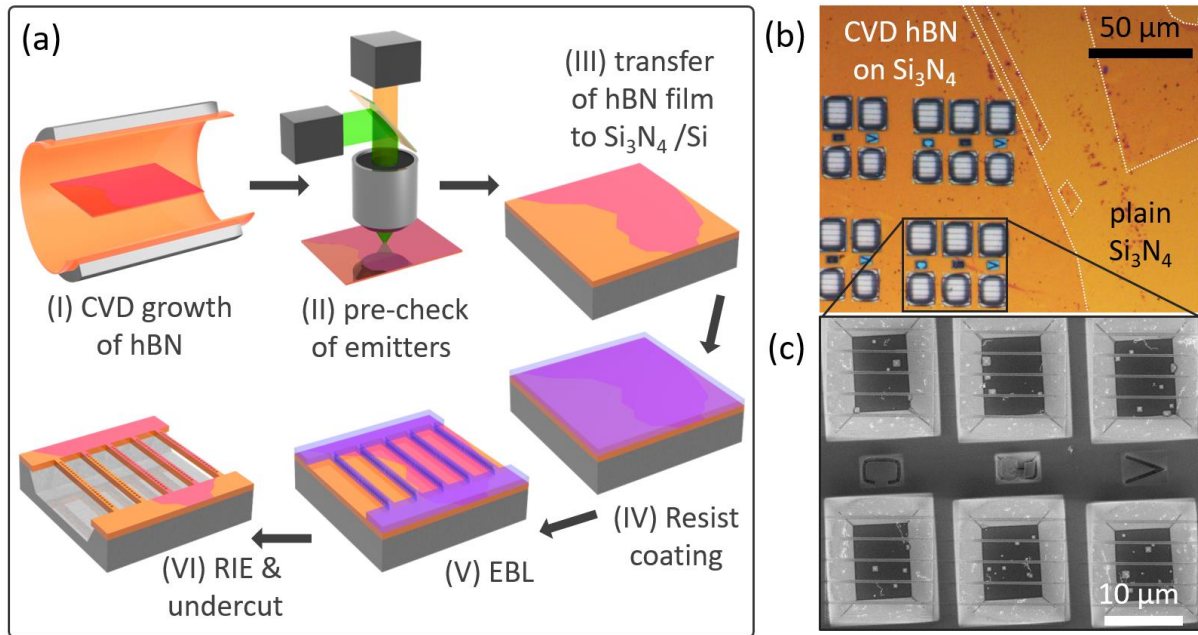 (a)
(I) CVD growth
of hBN
(II) pre-check
of emitters
(III) transfer
of hBN film
to Si₃N₄ /Si
(IV) Resist
coating
(V) EBL
(VI) RIE &
undercut
(b)
CVD hBN
on Si₃N₄
50 µm
plain
Si₃N₄
(c)
10 µm